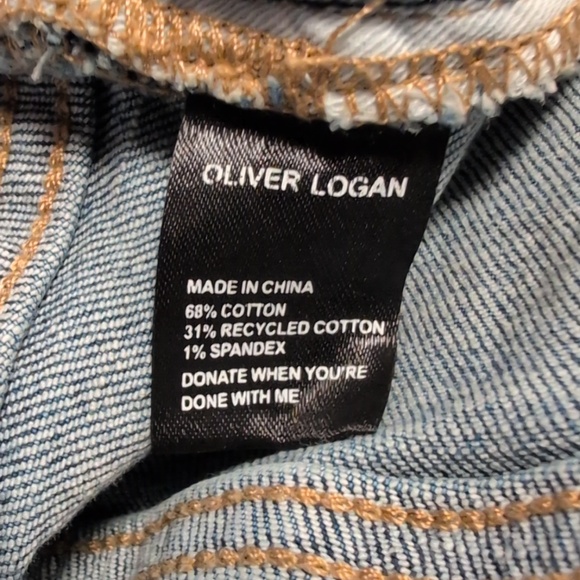 OLIVER LOGAN
MADE IN CHINA
68% COTTON
31% RECYCLED COTTON
1% SPANDEX
DONATE WHEN YOU'RE
DONE WITH ME